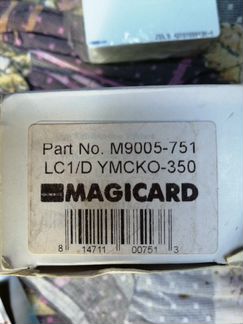 Part No. M9005-751
LC1/D YMCKO-350
MAGICARD
8 14711 00751 3